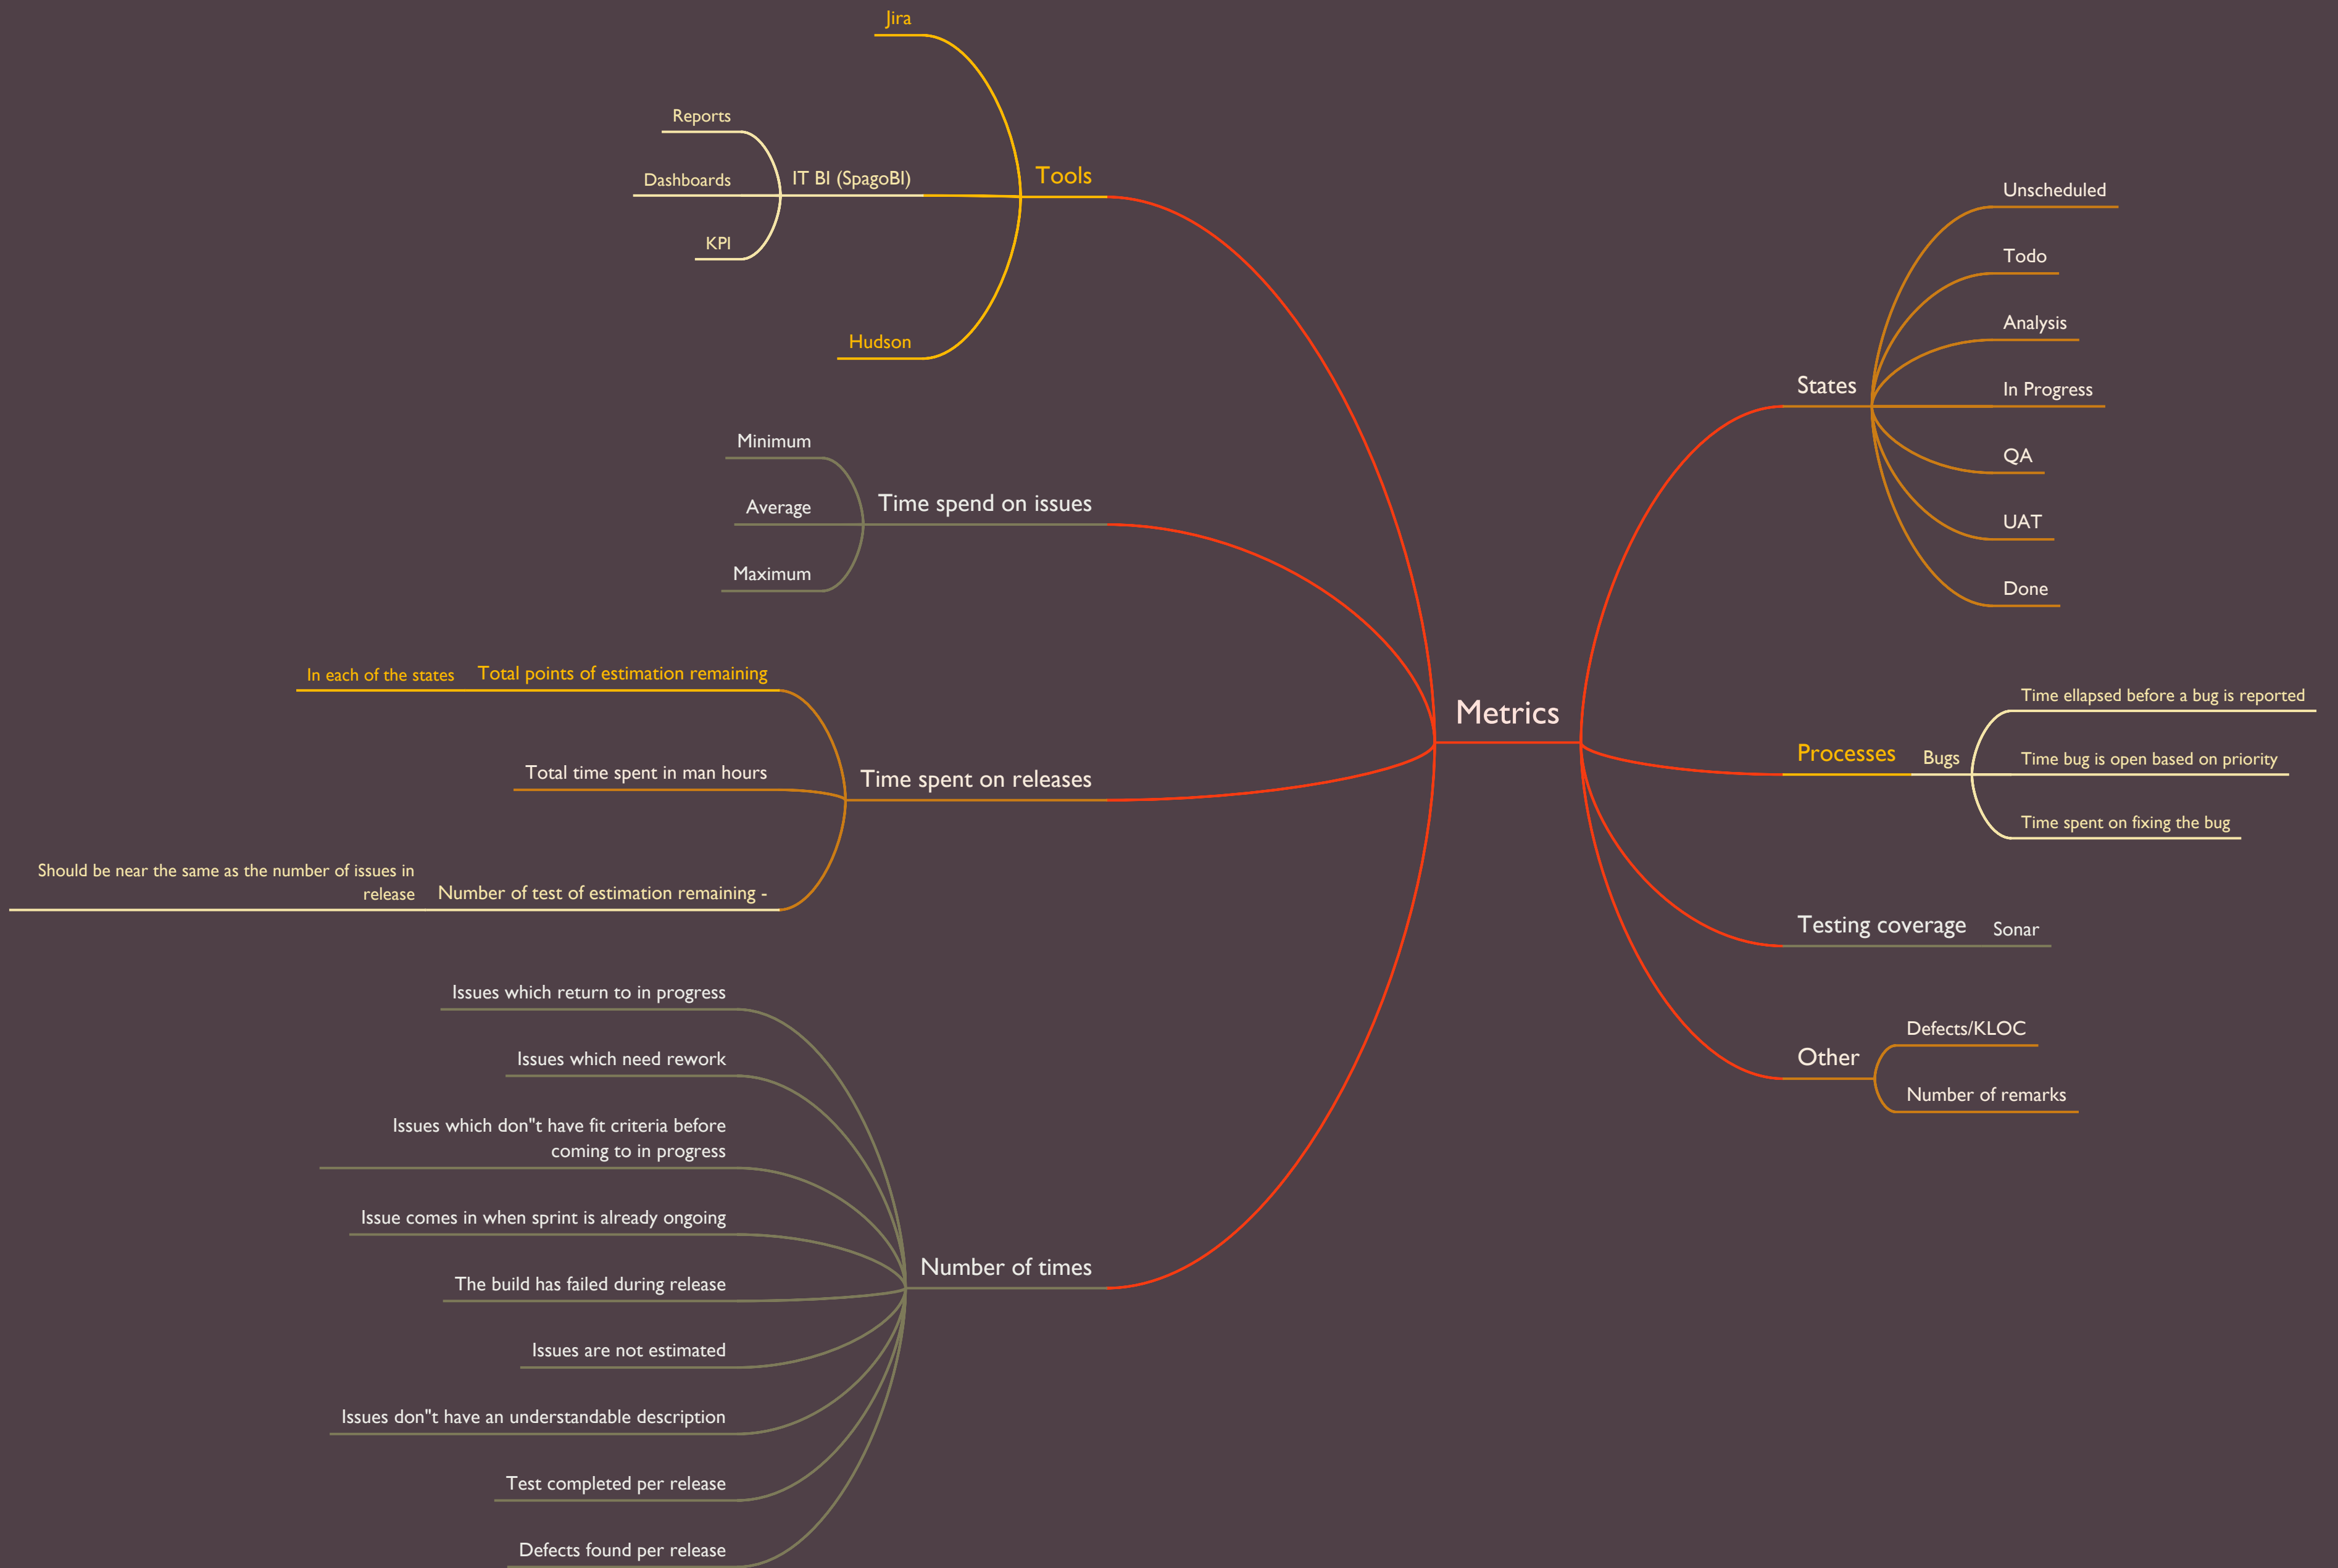 Metrics
Tools
Jira
IT BI (SpagoBI)
Reports
Dashboards
KPI
Hudson
Time spend on issues
Minimum
Average
Maximum
Time spent on releases
Total points of estimation remaining
In each of the states
Total time spent in man hours
Number of test of estimation remaining -
Should be near the same as the number of issues in
release
Number of times
Issues which return to in progress
Issues which need rework
Issues which don"t have fit criteria before
coming to in progress
Issue comes in when sprint is already ongoing
The build has failed during release
Issues are not estimated
Issues don"t have an understandable description
Test completed per release
Defects found per release
States
Unscheduled
Todo
Analysis
In Progress
QA
UAT
Done
Processes
Bugs
Time ellapsed before a bug is reported
Time bug is open based on priority
Time spent on fixing the bug
Testing coverage
Sonar
Other
Defects/KLOC
Number of remarks